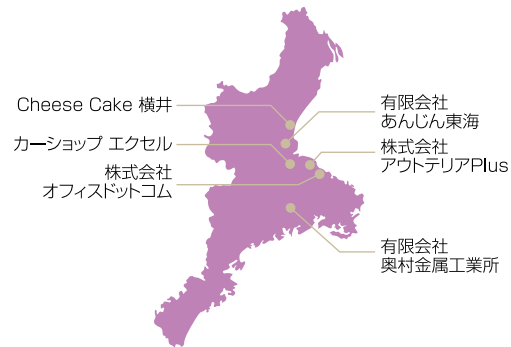 Cheese Cake 横井
カーショップ エクセル
株式会社
オフィスドットコム
有限会社
あんじん東海
株式会社
アウトテリアPlus
有限会社
奥村金属工業所